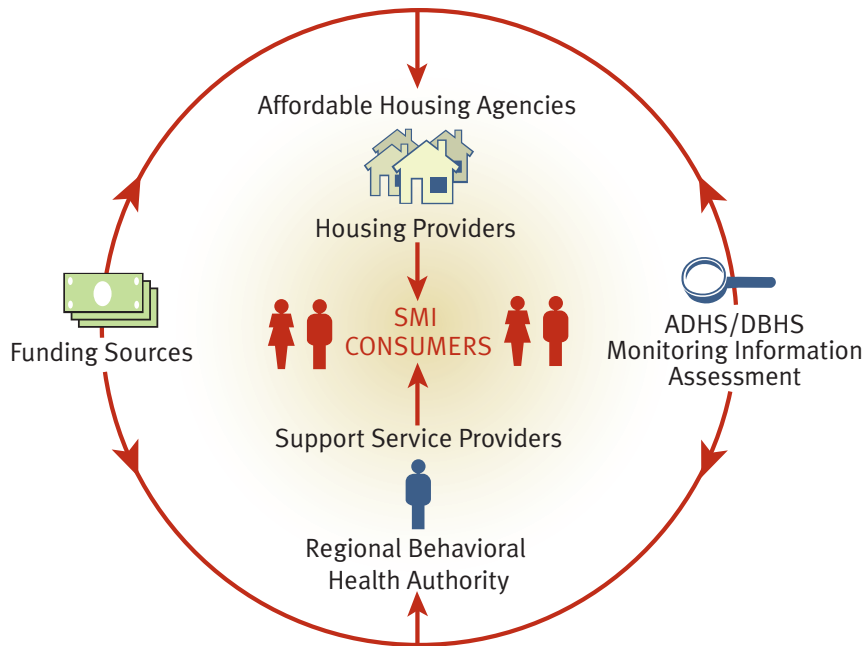 Affordable Housing Agencies
Housing Providers
SMI
CONSUMERS
Funding Sources
ADHS/DBHS
Monitoring Information
Assessment
Support Service Providers
Regional Behavioral
Health Authority